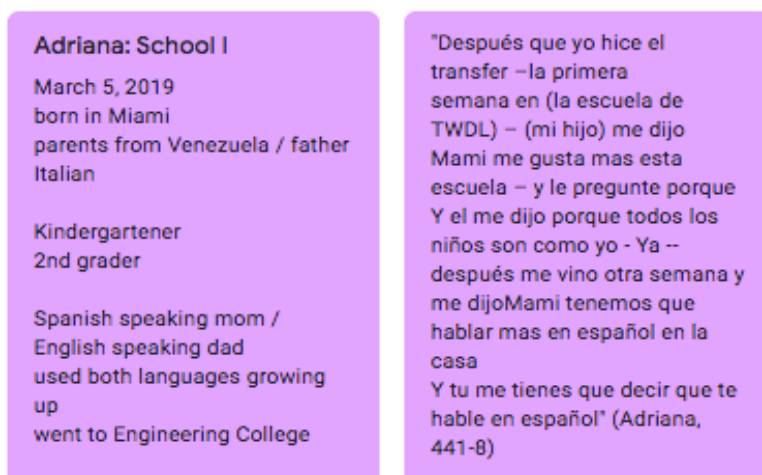 Adriana: School I
March 5, 2019
born in Miami
parents from Venezuela / father
Italian
Kindergartener
2nd grader
Spanish speaking mom /
English speaking dad
used both languages growing
up
went to Engineering College
"Después que yo hice el
transfer –la primera
semana en (la escuela de
TWDL) – (mi hijo) me dijo
Mami me gusta mas esta
escuela – y le pregunte porque
Y el me dijo porque todos los
niños son como yo - Ya --
después me vino otra semana y
me dijoMami tenemos que
hablar mas en español en la
casa
Y tu me tienes que decir que te
hable en español" (Adriana,
441-8)